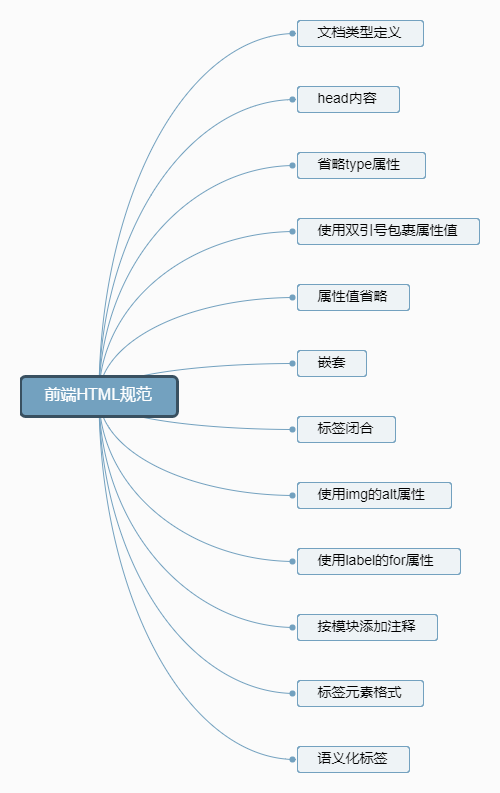 文档类型定义
head内容
省略type属性
使用双引号包裹属性值
属性值省略
嵌套
前端HTML规范
标签闭合
使用img的alt属性
使用label的for属性
按模块添加注释
标签元素格式
语义化标签